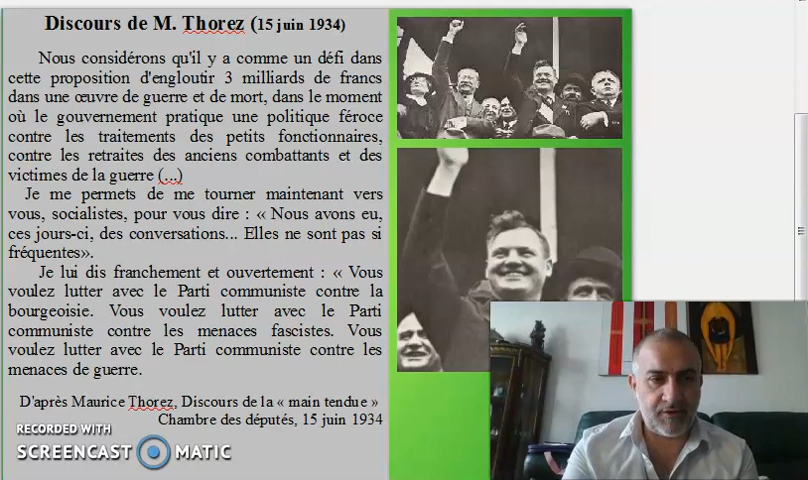 Discours de M. Thorez (15 juin 1934)
Nous considérons qu'il y a comme un défi dans
cette proposition d'engloutir 3 milliards de francs
dans une œuvre de guerre et de mort, dans le moment
où le gouvernement pratique une politique féroce
contre les traitements des petits fonctionnaires,
contre les retraites des anciens combattants et des
victimes de la guerre (...)
Je me permets de me tourner maintenant vers
vous, socialistes, pour vous dire : « Nous avons eu,
ces jours-ci, des conversations... Elles ne sont pas si
fréquentes».
Je lui dis franchement et ouvertement : « Vous
voulez lutter avec le Parti communiste contre la
bourgeoisie. Vous voulez lutter avec le Parti
communiste contre les menaces fascistes. Vous
voulez lutter avec le Parti communiste contre les
menaces de guerre.
D'après Maurice Thorez, Discours de la « main tendue »
Chambre des députés, 15 juin 1934
RECORDED WITH
SCREENCAST MATIC